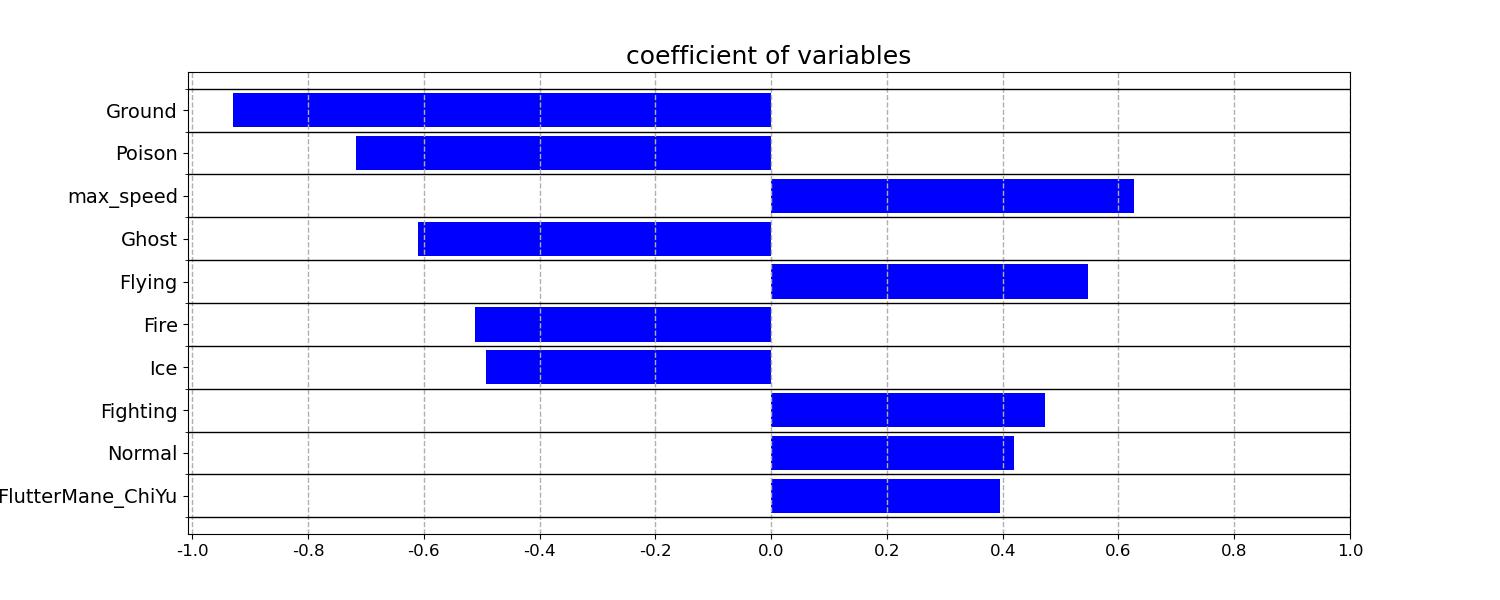 coefficient of variables
Ground
Poison
max_speed
Ghost
Flying
Fire
Ice
Fighting
Normal
FlutterMane_ChiYu
-1.0 -0.8 -0.6 -0.4 -0.2 0.0 0.2 0.4 0.6 0.8 1.0